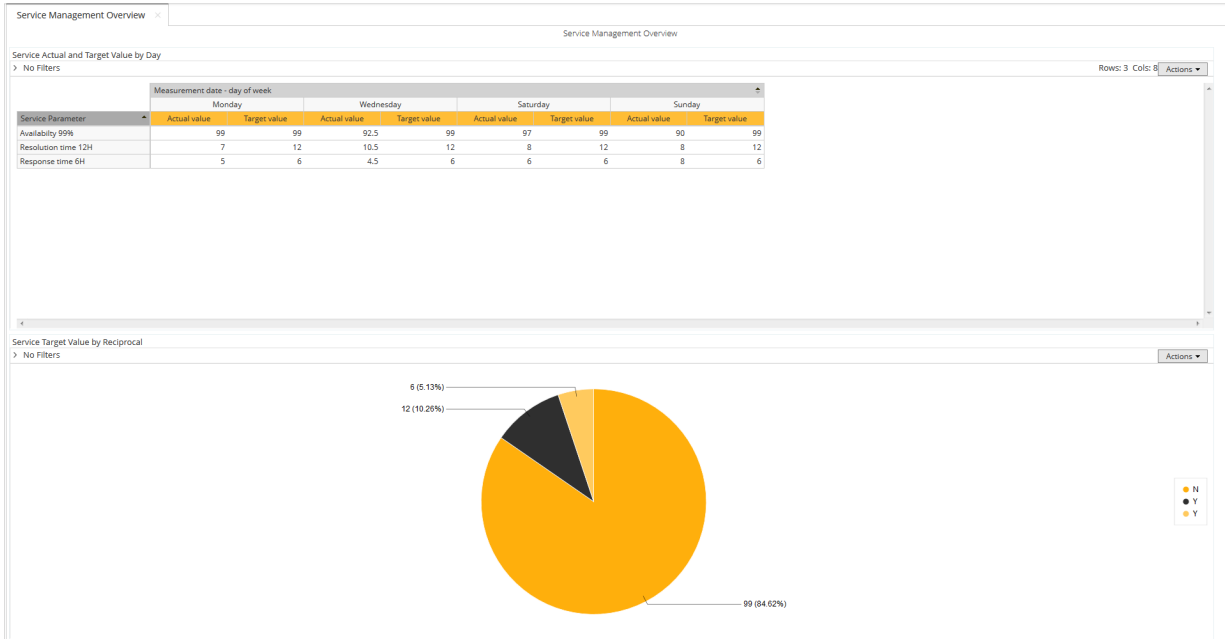 Service Management Overview ×
Service Management Overview
Service Actual and Target Value by Day
> No Filters Rows: 3 Cols: 8 Actions
Measurement date - day of week
Monday Wednesday Saturday Sunday
Service Parameter Actual value Target value Actual value Target value Actual value Target value Actual value Target value
Availabilty 99% 99 99 92.5 99 97 99 90 99
Resolution time 12H 7 12 10.5 12 8 12 8 12
Response time 6H 5 6 4.5 6 6 6 8 6
Service Target Value by Reciprocal
> No Filters Actions
6 (5.13%)
12 (10.26%)
N
Y
Y
99 (84.62%)